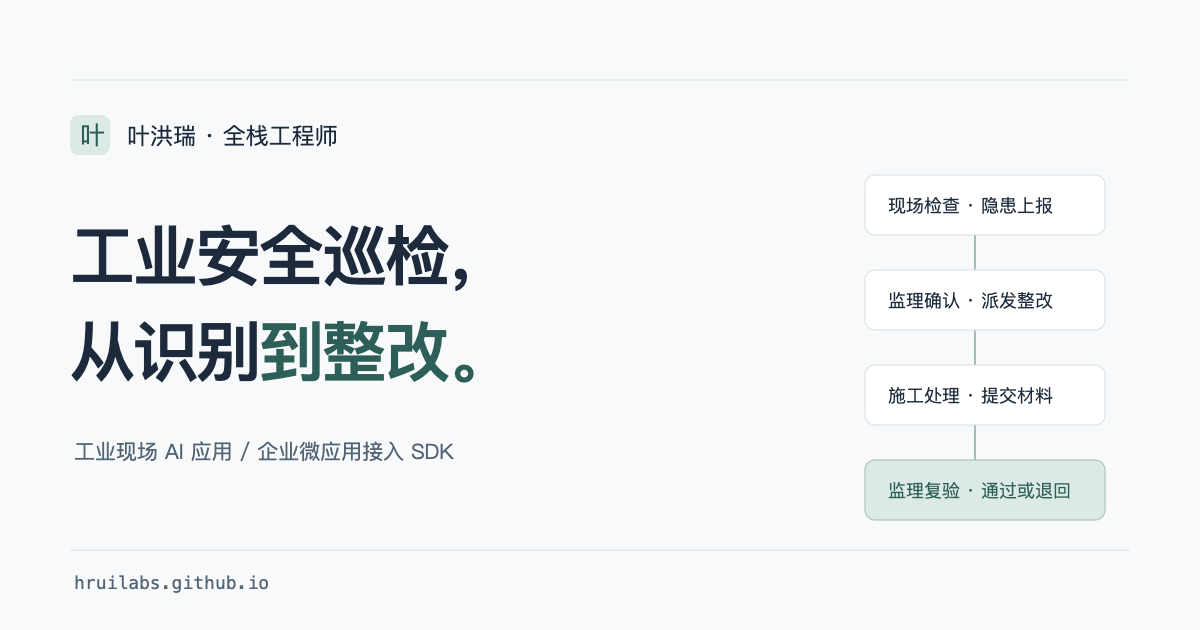 叶 叶洪瑞 · 全栈工程师
工业安全巡检，
从识别到整改。
工业现场 AI 应用 / 企业微应用接入 SDK
现场检查 · 隐患上报
监理确认 · 派发整改
施工处理 · 提交材料
监理复验 · 通过或退回
hruilabs.github.io